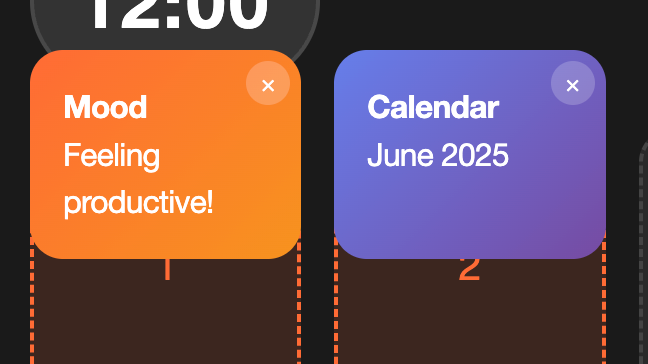 12:00
Mood
×
Feeling
productive!
Calendar
×
June 2025
1
2